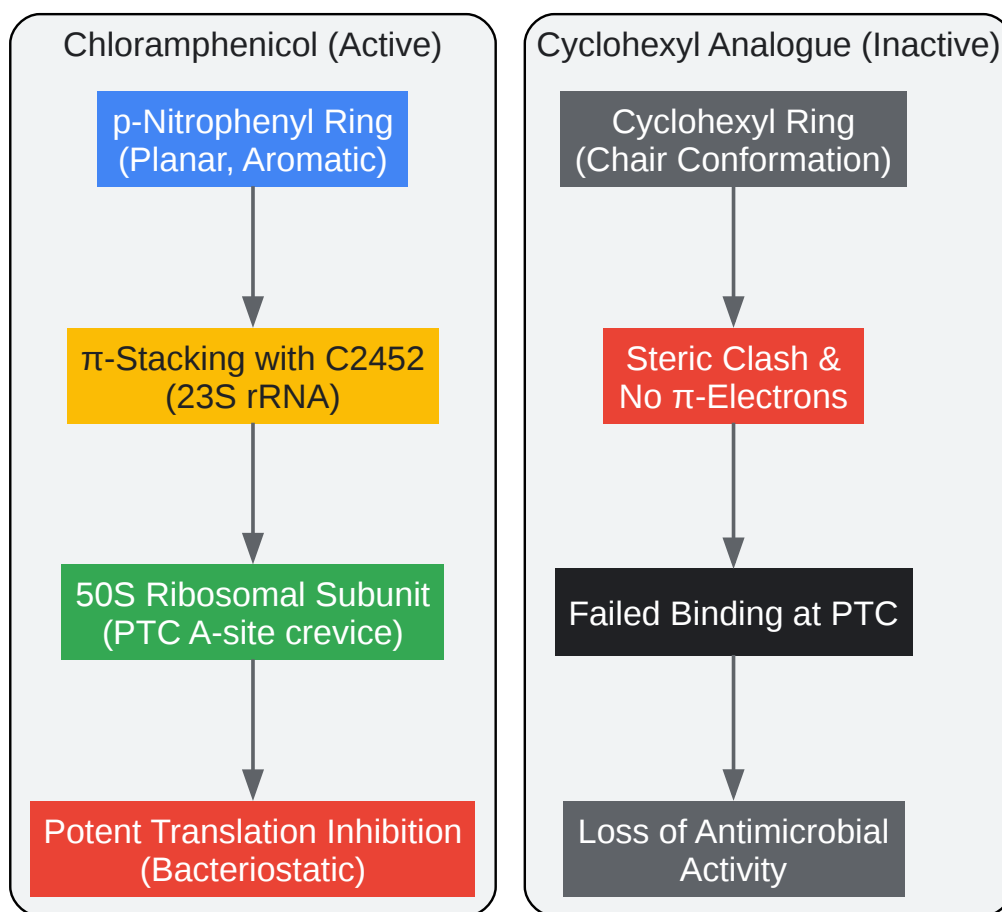 Chloramphenicol (Active)
p-Nitrophenyl Ring
(Planar, Aromatic)
π-Stacking with C2452
(23S rRNA)
50S Ribosomal Subunit
(PTC A-site crevice)
Potent Translation Inhibition
(Bacteriostatic)
Cyclohexyl Analogue (Inactive)
Cyclohexyl Ring
(Chair Conformation)
Steric Clash &
No π-Electrons
Failed Binding at PTC
Loss of Antimicrobial
Activity